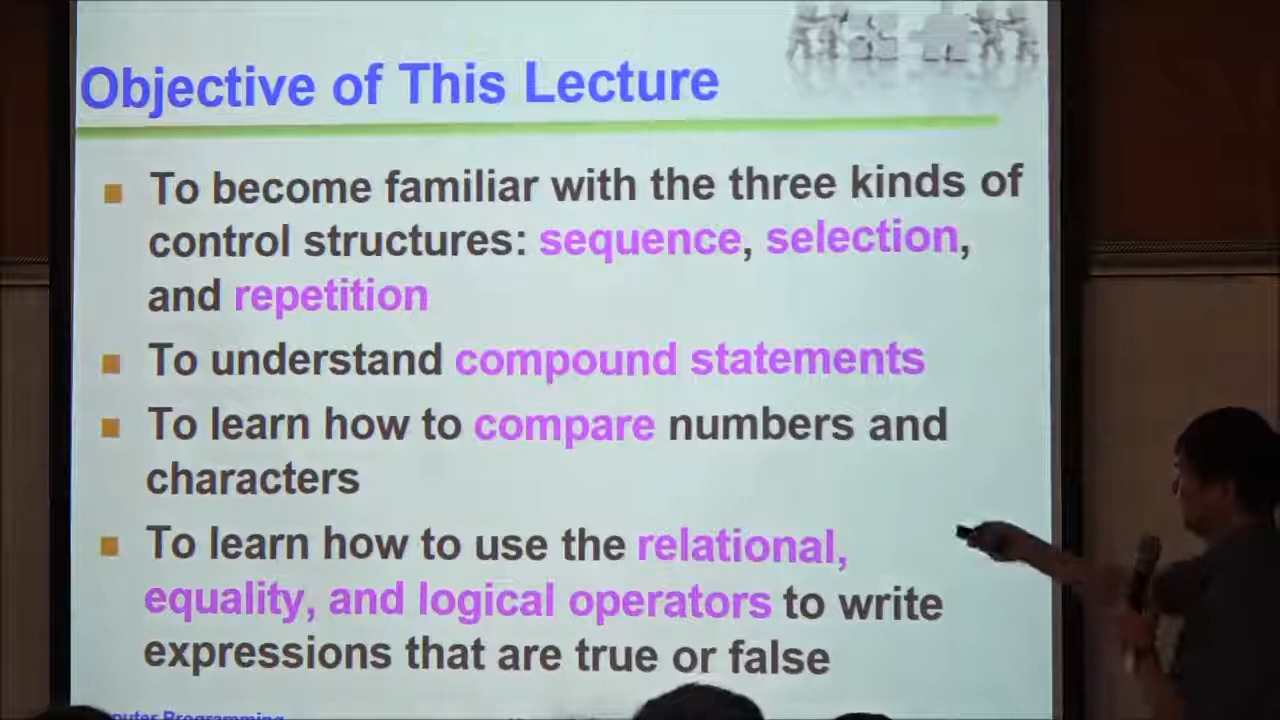 Objective of This Lecture
To become familiar with the three kinds of
control structures: sequence, selection,
and repetition
To understand compound statements
To learn how to compare numbers and
characters
To learn how to use the relational,
equality, and logical operators to write
expressions that are true or false
Programming